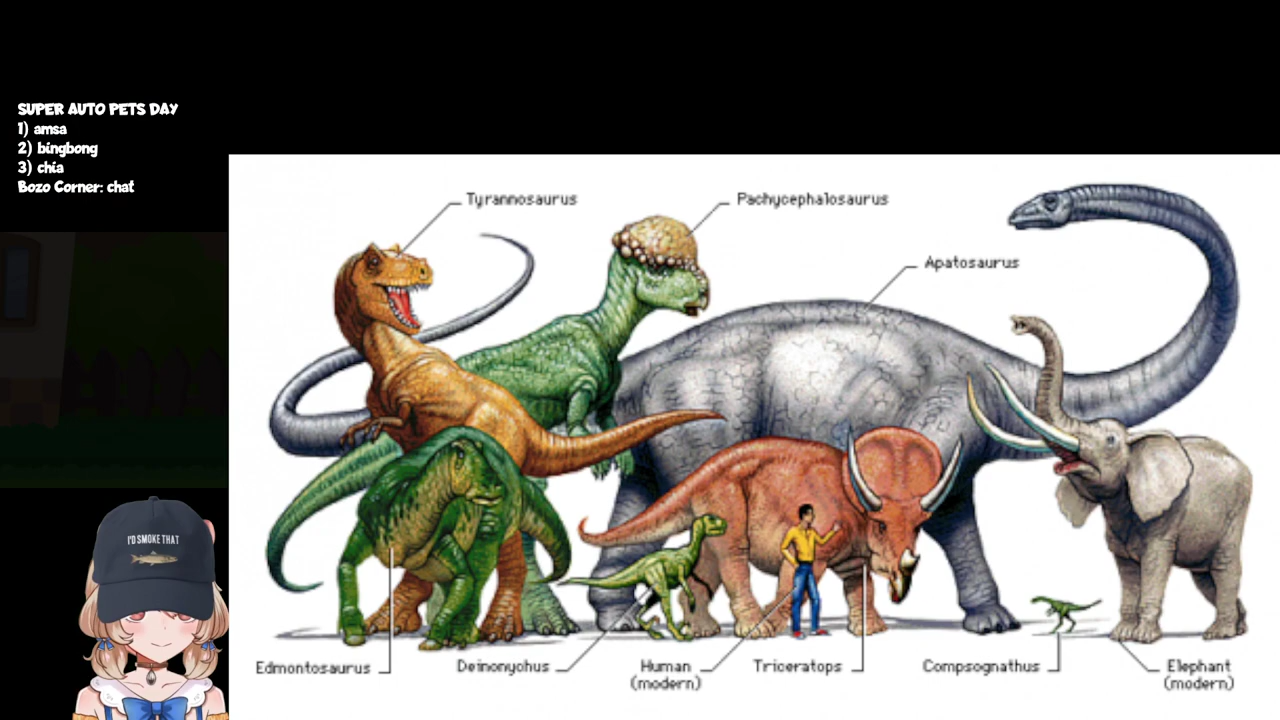 SUPER AUTO PETS DAY
1) amsa
2) bingbong
3) chia
Bozo Corner: chat
I'D SMOKE THAT
Tyrannosaurus
Pachycephalosaurus
Apatosaurus
Edmontosaurus
Deinonychus
Human
(modern)
Triceratops
Compsognathus
Elephant
(modern)